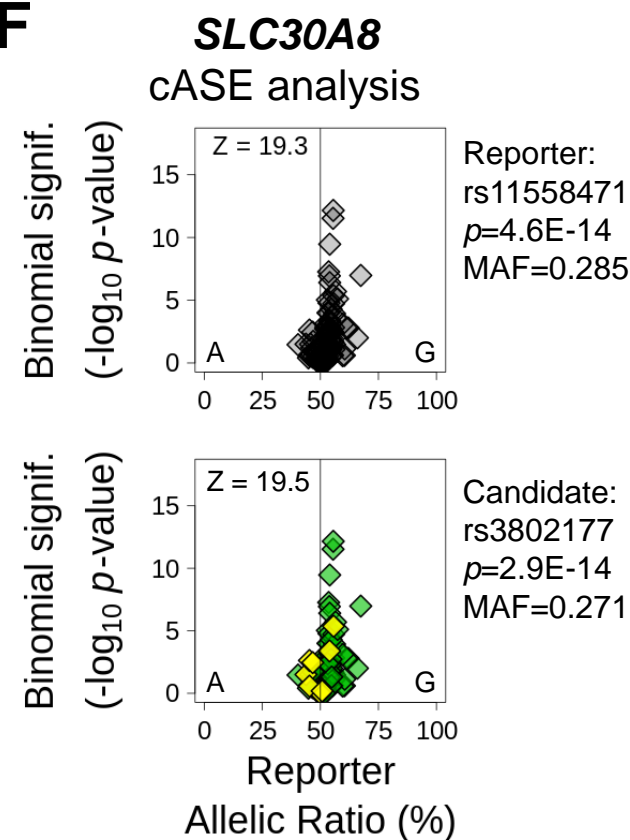 F
SLC30A8
cASE analysis
Binomial signif.
(-log10 p-value)
Z = 19.3
15
10
5
0
A
G
0 25 50 75 100
Reporter:
rs11558471
p=4.6E-14
MAF=0.285
Binomial signif.
(-log10 p-value)
Z = 19.5
15
10
5
0
A
G
0 25 50 75 100
Candidate:
rs3802177
p=2.9E-14
MAF=0.271
Reporter
Allelic Ratio (%)